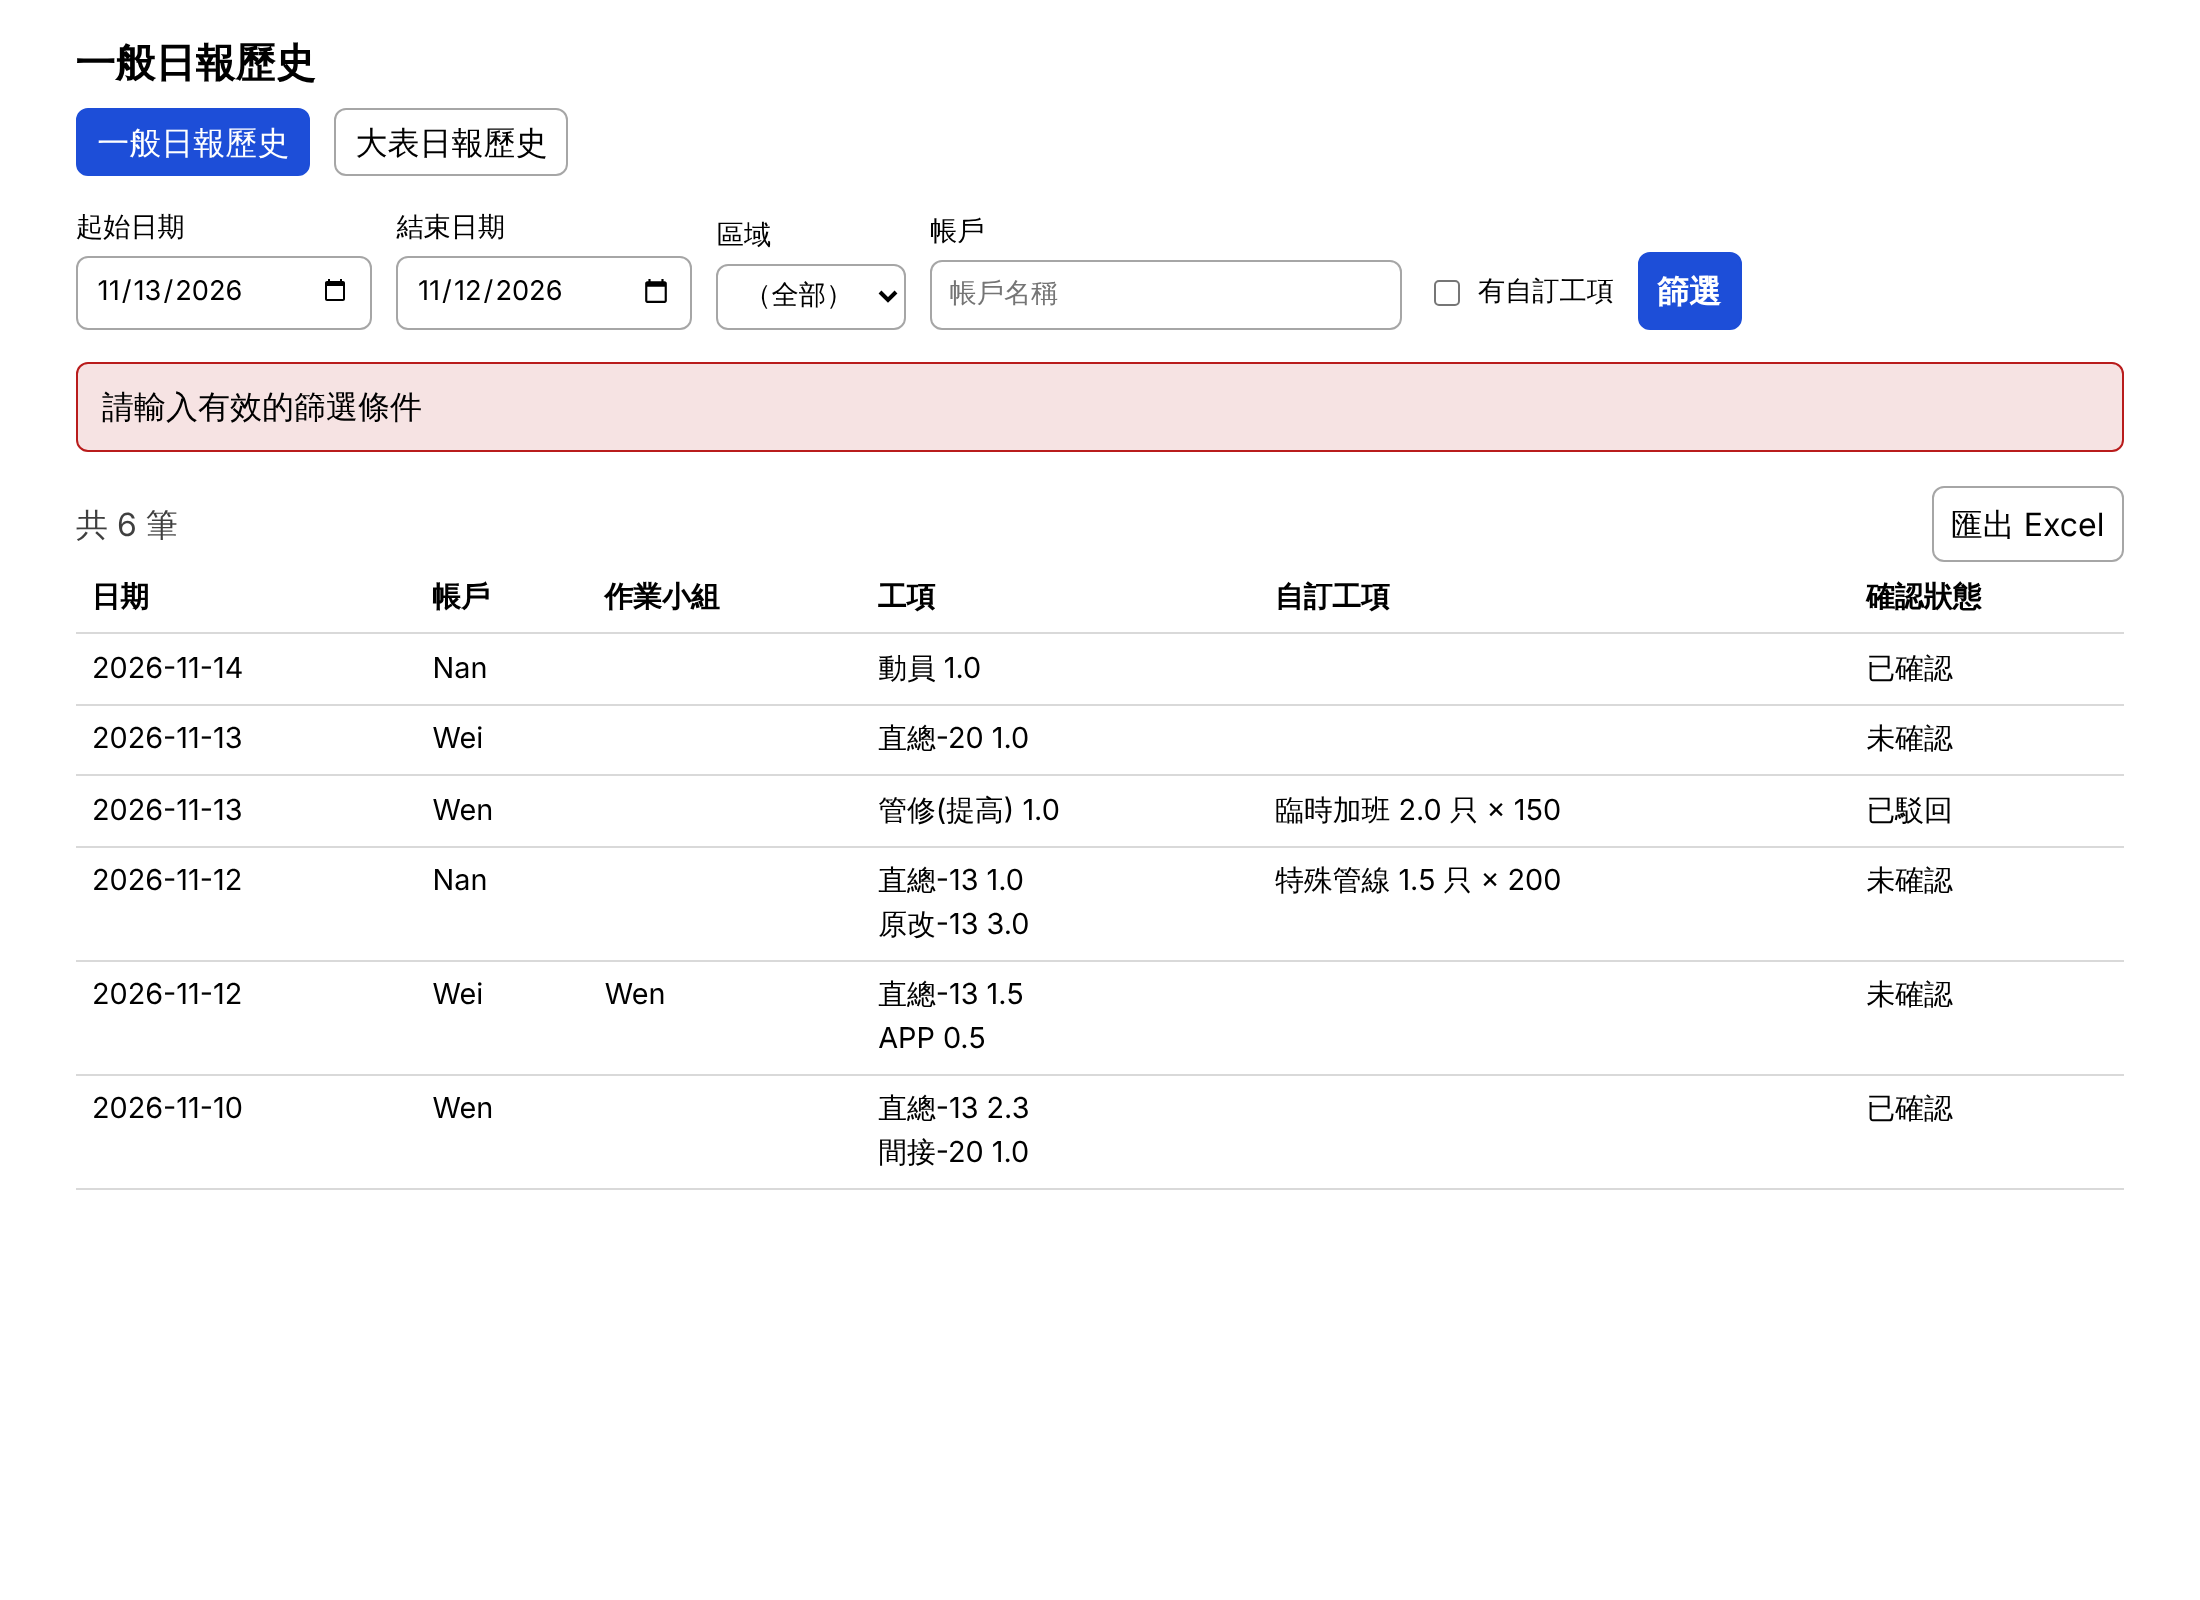 一般日報歷史
一般日報歷史 大表日報歷史
起始日期 結束日期 區域 帳戶
11/13/2026 11/12/2026 （全部） 帳戶名稱 有自訂工項 篩選
請輸入有效的篩選條件
共 6 筆 匯出 Excel
日期 帳戶 作業小組 工項 自訂工項 確認狀態
2026-11-14 Nan 動員 1.0 已確認
2026-11-13 Wei 直總-20 1.0 未確認
2026-11-13 Wen 管修(提高) 1.0 臨時加班 2.0 只 × 150 已駁回
2026-11-12 Nan 直總-13 1.0 特殊管線 1.5 只 × 200 未確認
原改-13 3.0
2026-11-12 Wei Wen 直總-13 1.5 未確認
APP 0.5
2026-11-10 Wen 直總-13 2.3 已確認
間接-20 1.0